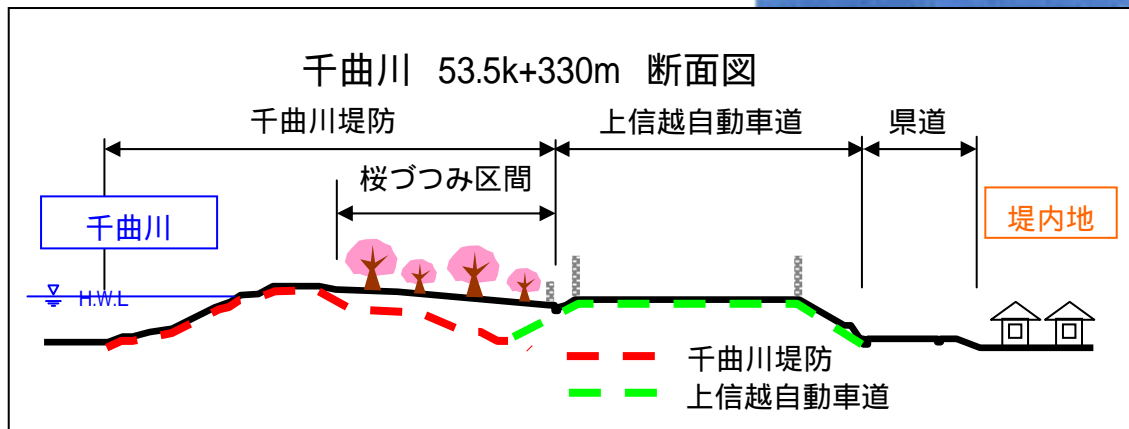 千曲川 53.5k+330m 断面図
千曲川堤防
上信越自動車道
県道
桜づつみ区間
千曲川
堤内地
H.W.L
千曲川堤防
上信越自動車道